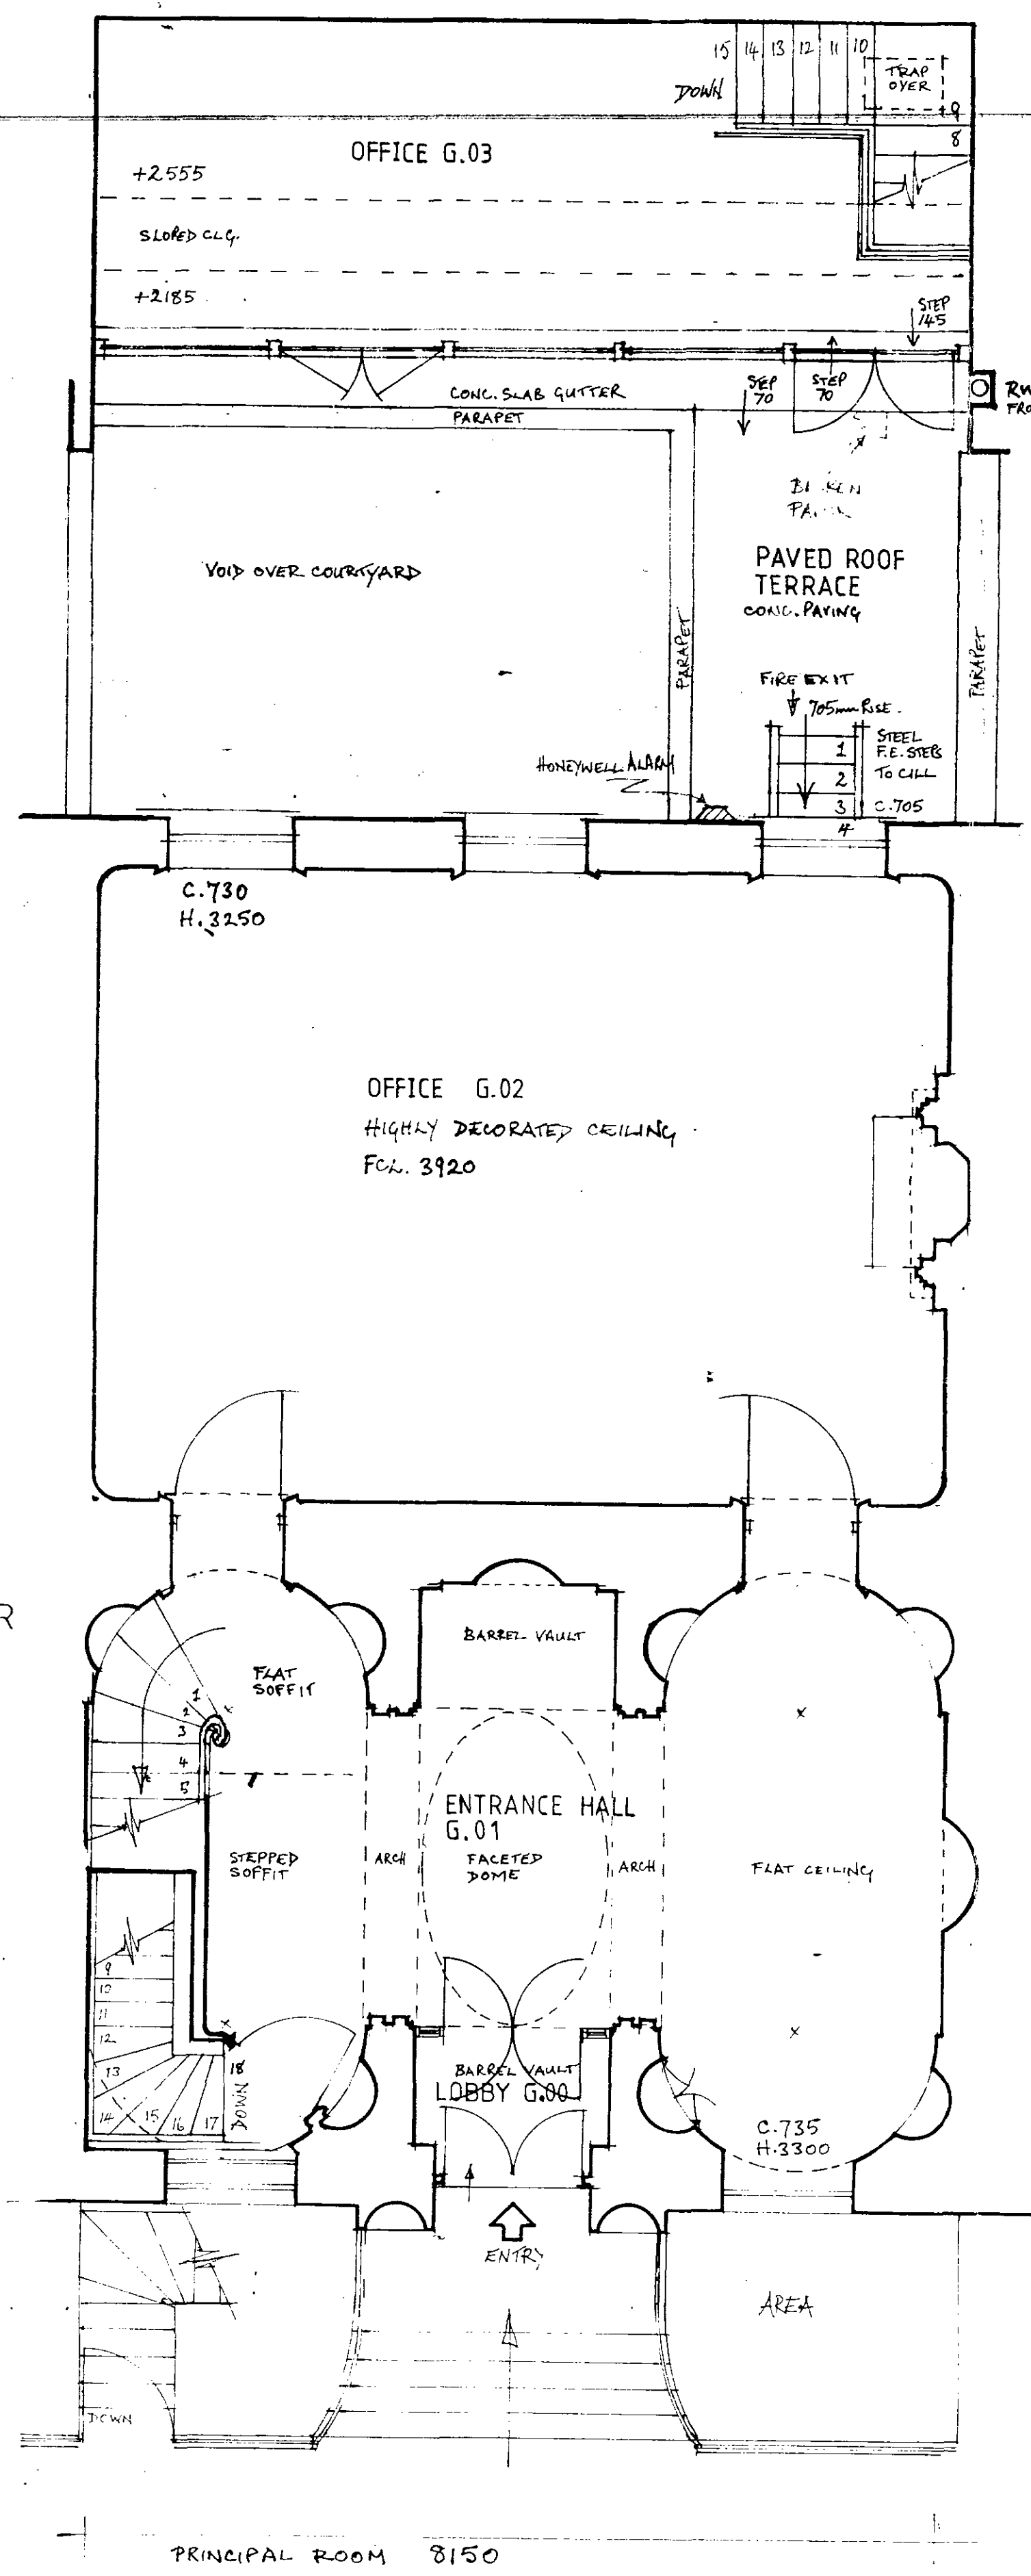 15 14 13 12 11 10
TRAP
OVER
DOWN
9
8
OFFICE G.03
+2555
SLOPED CLG.
+2185
STEP
145
STEP
70
STEP
70
CONC. SLAB GUTTER
PARAPET
VOID OVER COURTYARD
PAVED ROOF
TERRACE
CONC. PAVING
PARAPET
PARAPET
FIRE EXIT
705mm RISE.
STEEL
F.E. STEPS
TO CILL
C.705
1
2
3
4
HONEYWELL ALARM
C.730
H.3250
OFFICE G.02
HIGHLY DECORATED CEILING
FCL. 3920
R
BARREL VAULT
FLAT
SOFFIT
1
2
3
4
5
ENTRANCE HALL
G.01
STEPPED
SOFFIT
ARCH
FACETED
DOME
ARCH
FLAT CEILING
9
10
11
12
13
14
15
16
17
18
DOWN
BARREL VAULT
LOBBY G.00
C.735
H.3300
ENTRY
AREA
DOWN
PRINCIPAL ROOM 8150